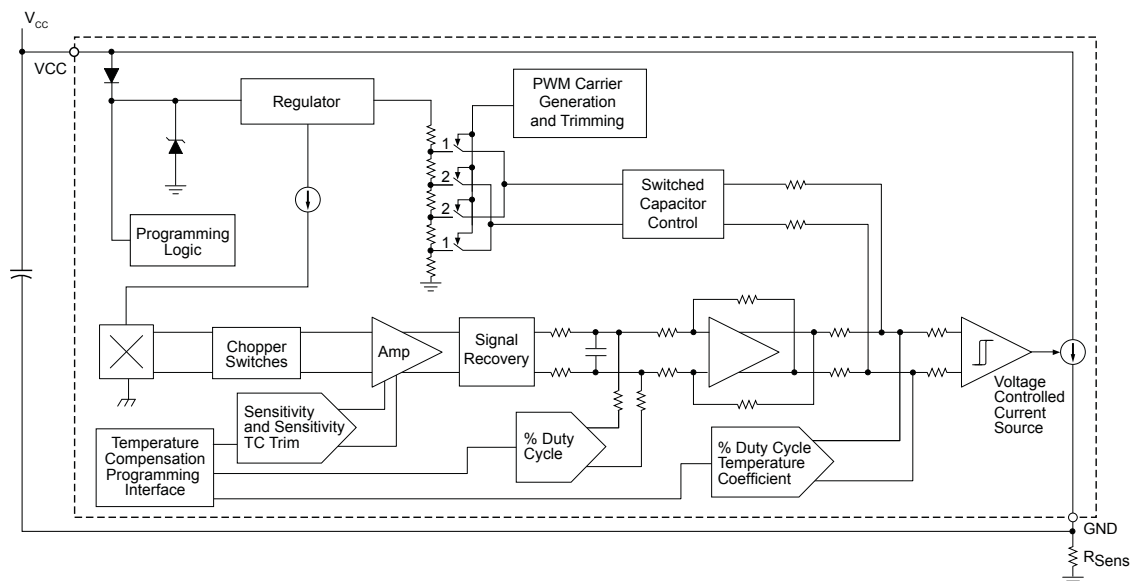 VCC
VCC
Regulator
PWM Carrier
Generation
and Trimming
1
2
2
1
Switched
Capacitor
Control
Programming
Logic
Chopper
Switches
Amp
Signal
Recovery
Voltage
Controlled
Current
Source
Sensitivity
and Sensitivity
TC Trim
Temperature
Compensation
Programming
Interface
% Duty
Cycle
% Duty Cycle
Temperature
Coefficient
GND
RSens